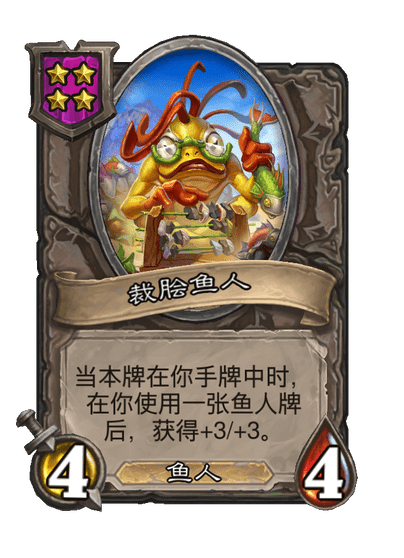 裁脍鱼人
当本牌在你手牌中时，
在你使用一张鱼人牌
后，获得+3/+3。
鱼人
4
4